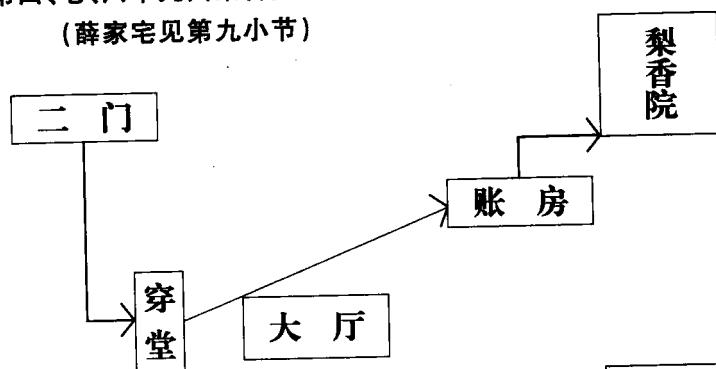 (薛家宅见第九小节)
梨香院
二 门
账 房
穿堂
大 厅